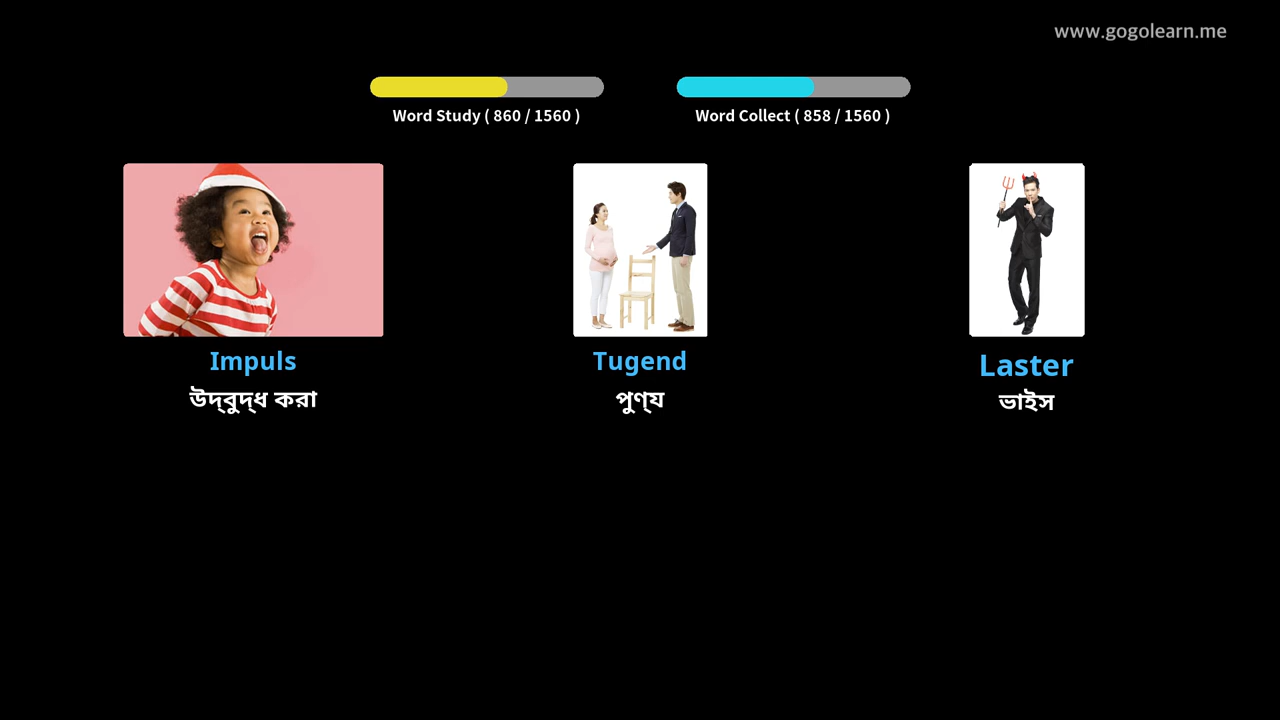 www.gogolearn.me
Word Study ( 860 / 1560 )
Word Collect ( 858 / 1560 )
Impuls
উদ্‌বুদ্‌ধ করা
Tugend
পুণ্‌য
Laster
ভাইস